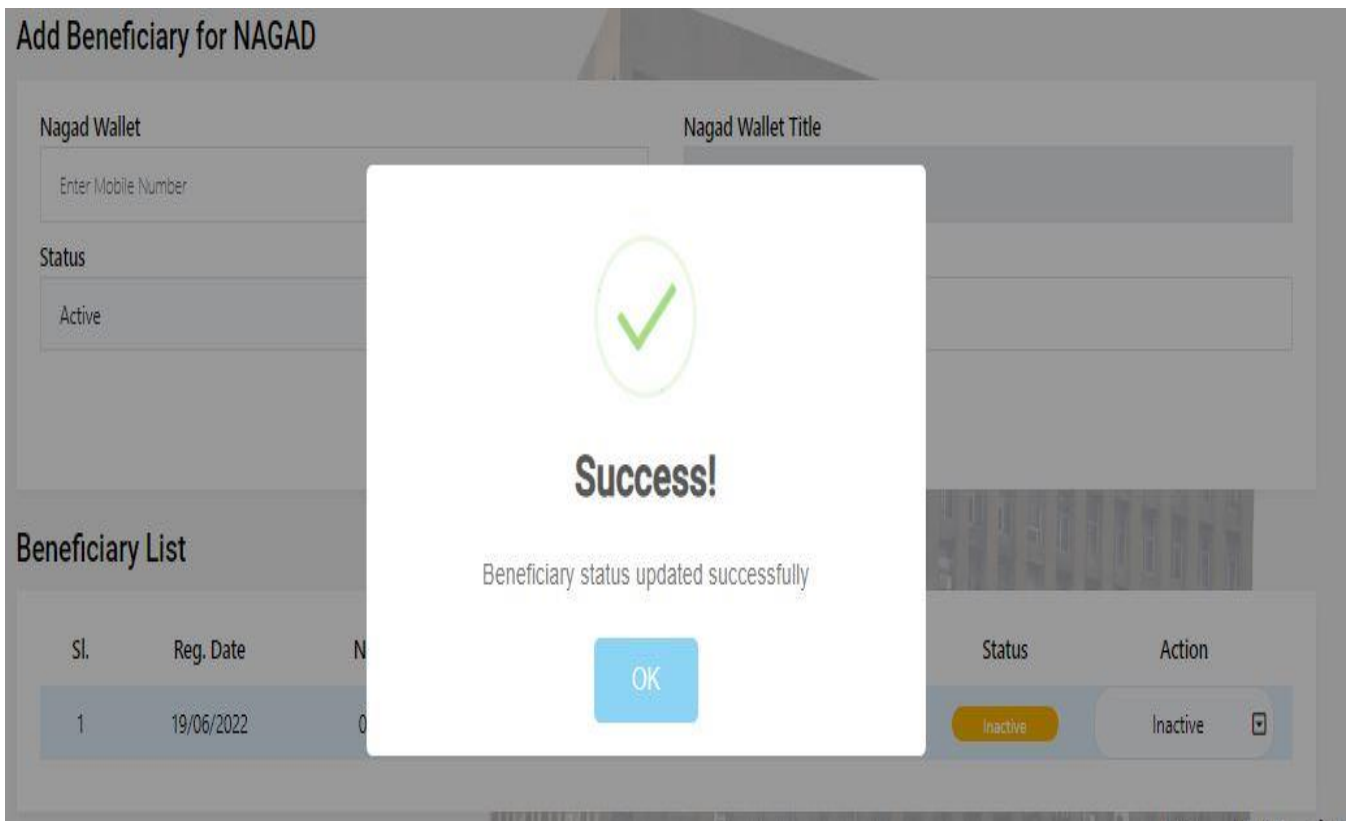 Add Beneficiary for NAGAD
Nagad Wallet
Nagad Wallet Title
Enter Mobile Number
Status
Active
Success!
Beneficiary status updated successfully
OK
Beneficiary List
Sl. Reg. Date N Status Action
1 19/06/2022 0 Inactive Inactive